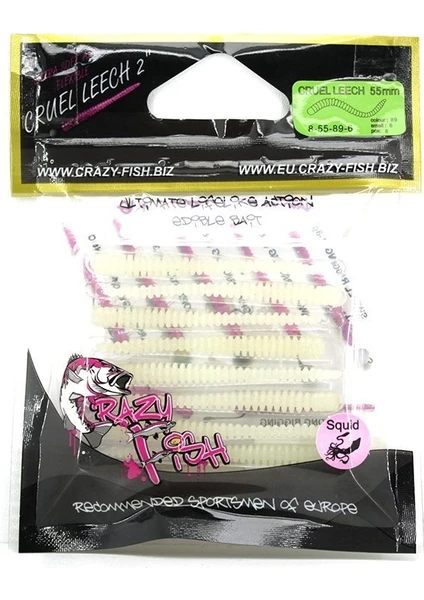 CRUEL LEECH 2"
CRUEL LEECH 55mm
8-55-89-6
WWW.CRAZY-FISH.BIZ
WWW.EU.CRAZY-FISH.BIZ
ULTIMATE LIFELIKE ACTION
EDIBLE BAIT
CRAZY
FISH
Squid
RECOMMENDED SPORTSMEN OF EUROPE